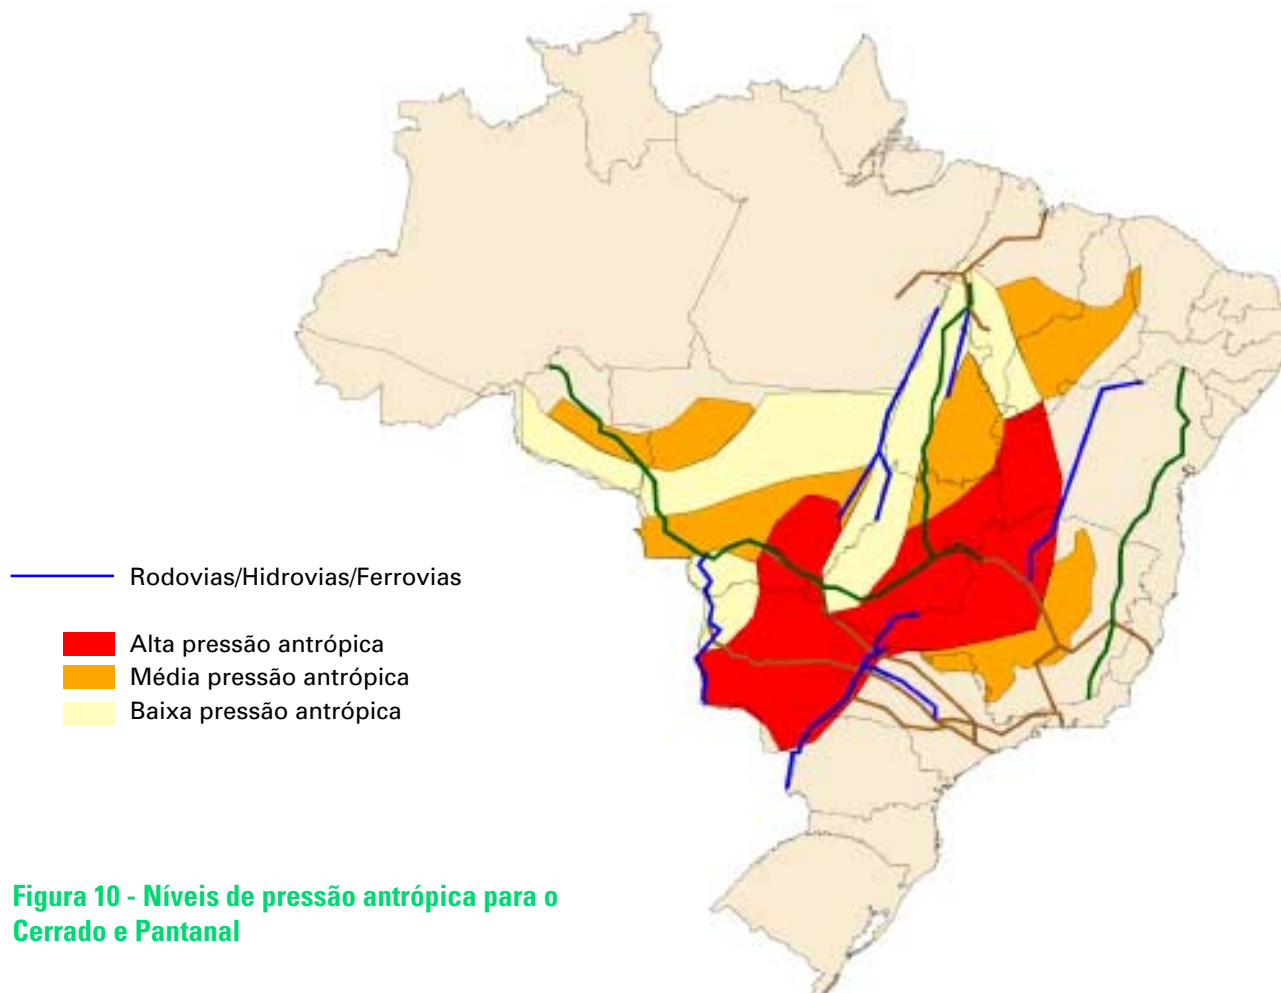 Rodovias/Hidrovias/Ferrovias
Alta pressão antrópica
Média pressão antrópica
Baixa pressão antrópica
Figura 10 - Níveis de pressão antrópica para o
Cerrado e Pantanal